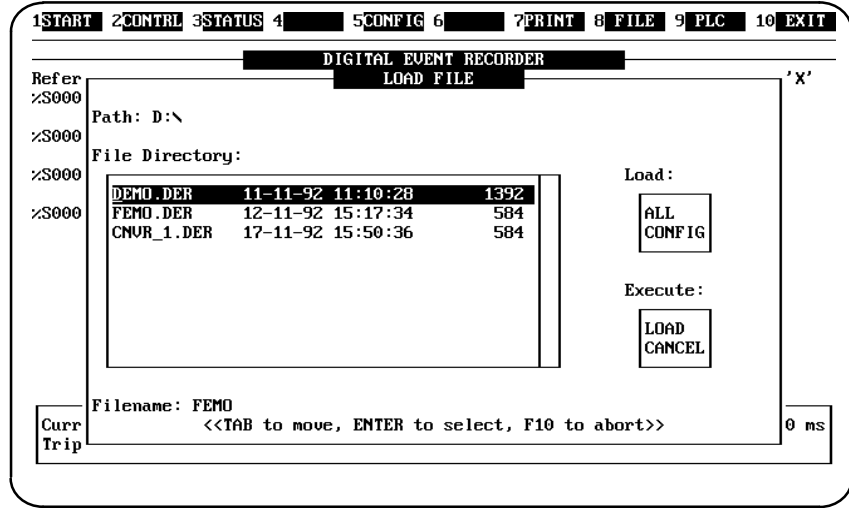 1START 2CONTRL 3STATUS 4 5CONFIG 6 7PRINT 8 FILE 9 PLC 10 EXIT
DIGITAL EVENT RECORDER
LOAD FILE
Refer 'X'
%S000
Path: D:\
%S000
File Directory:
%S000 Load:
DEMO.DER 11-11-92 11:10:28 1392
%S000 FEMO.DER 12-11-92 15:17:34 584 ALL
CNVR_1.DER 17-11-92 15:50:36 584 CONFIG
Execute:
LOAD
CANCEL
Filename: FEMO
Curr <<TAB to move, ENTER to select, F10 to abort>> 0 ms
Trip